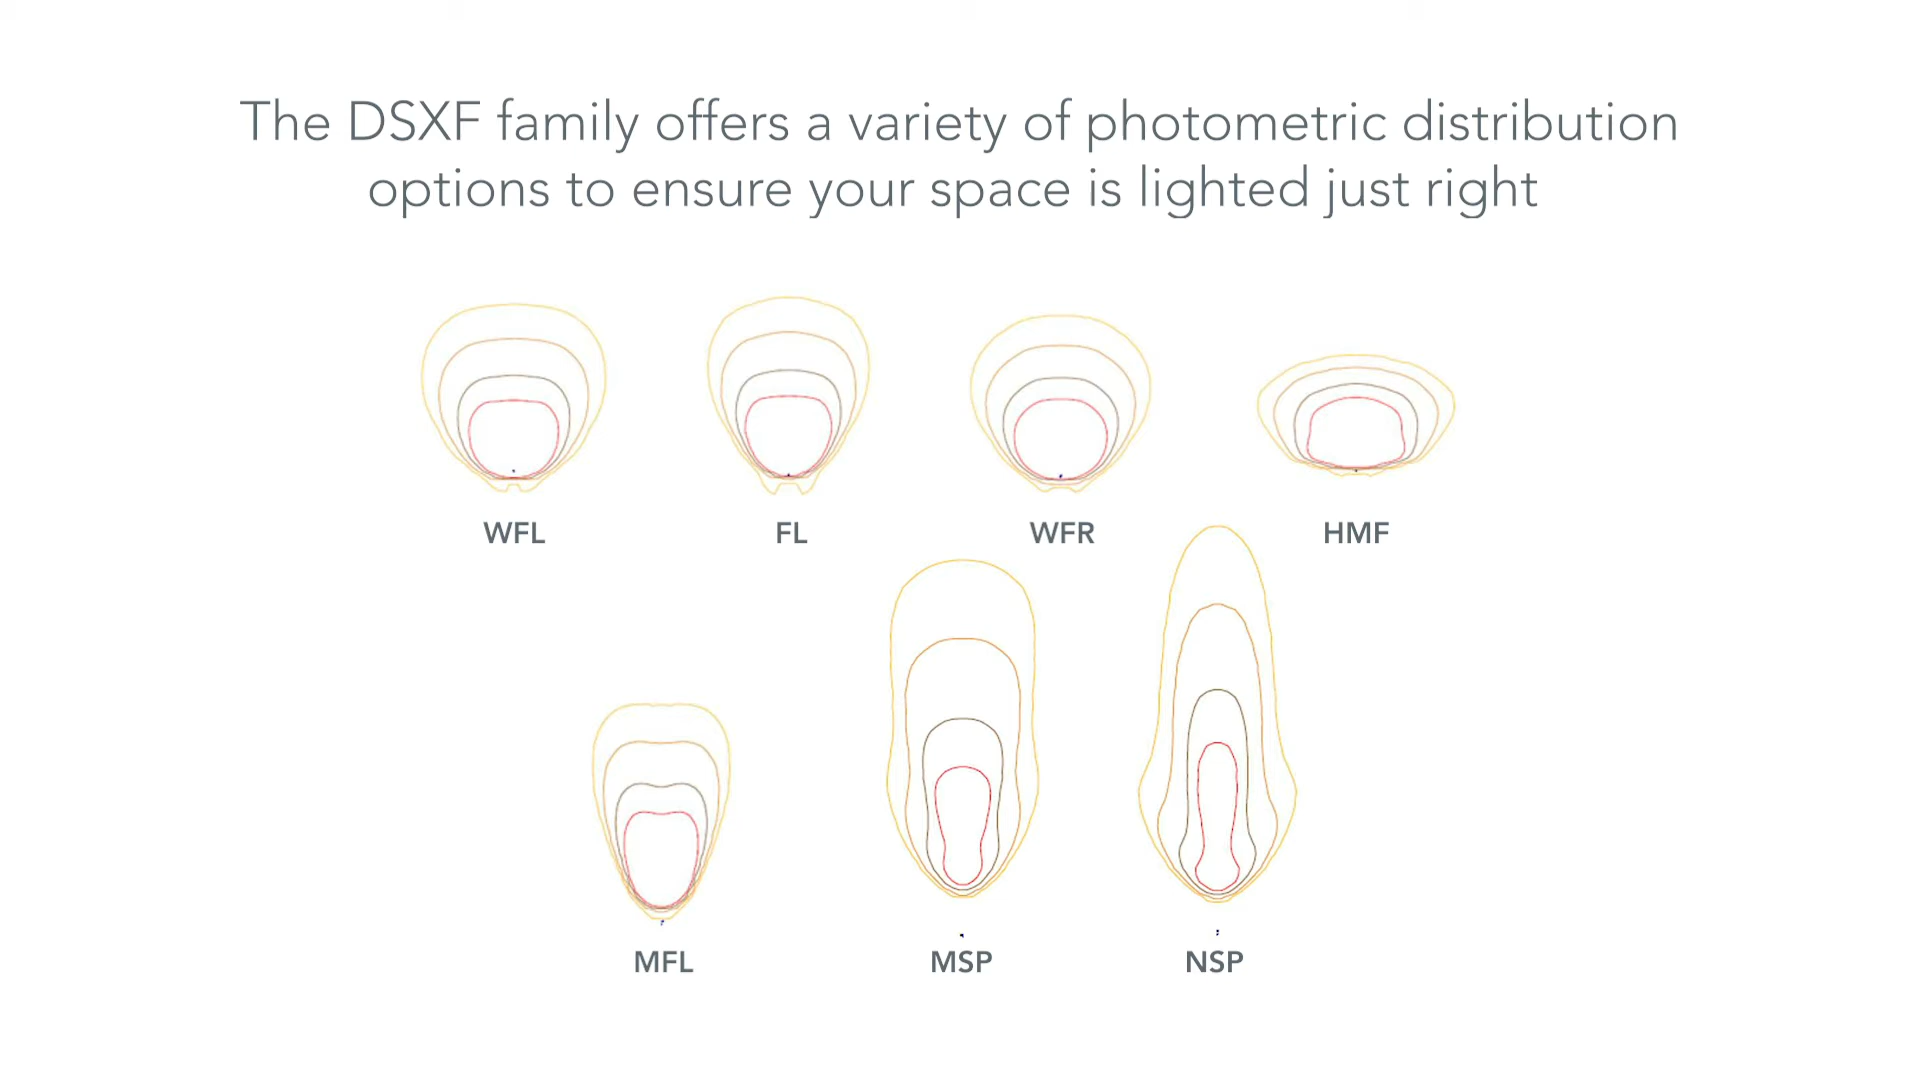 The DSXF family offers a variety of photometric distribution
options to ensure your space is lighted just right
WFL
FL
WFR
HMF
MFL
MSP
NSP